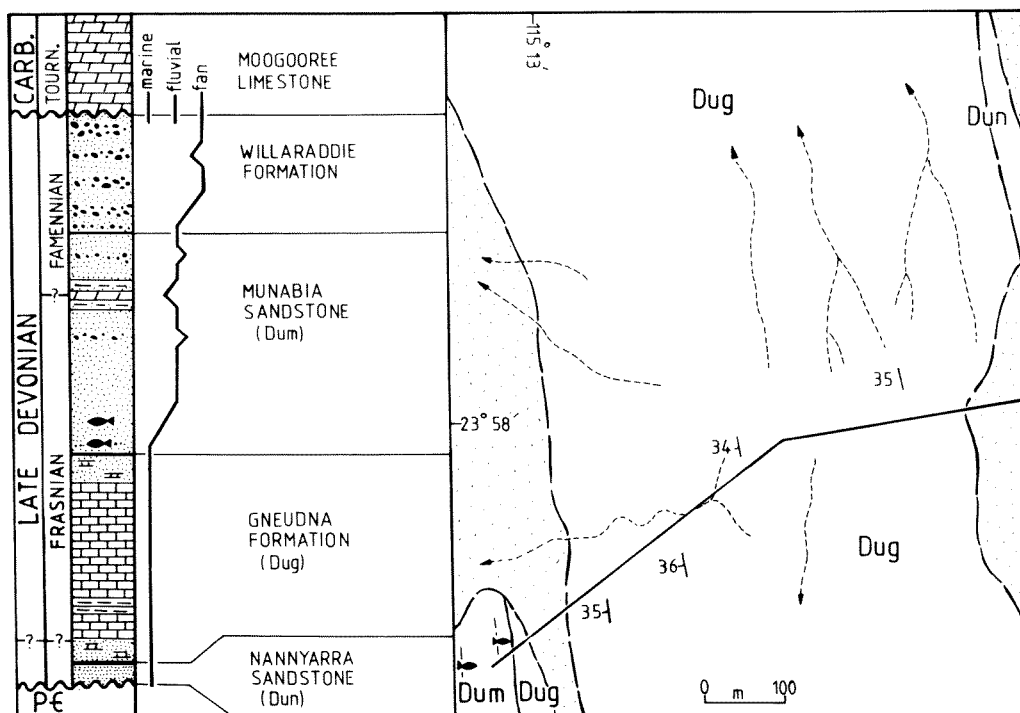 CARB.
TOURN.
LATE DEVONIAN
FAMENNIAN
FRASNIAN
?
?
?
P€
marine
fluvial
fan
MOOGOOREE
LIMESTONE
WILLARADDIE
FORMATION
MUNABIA
SANDSTONE
(Dum)
GNEUDNA
FORMATION
(Dug)
NANNYARRA
SANDSTONE
(Dun)
115° 13′
Dug
Dun
35
23° 58′
34
Dug
36
35
Dum
Dug
0 m 100